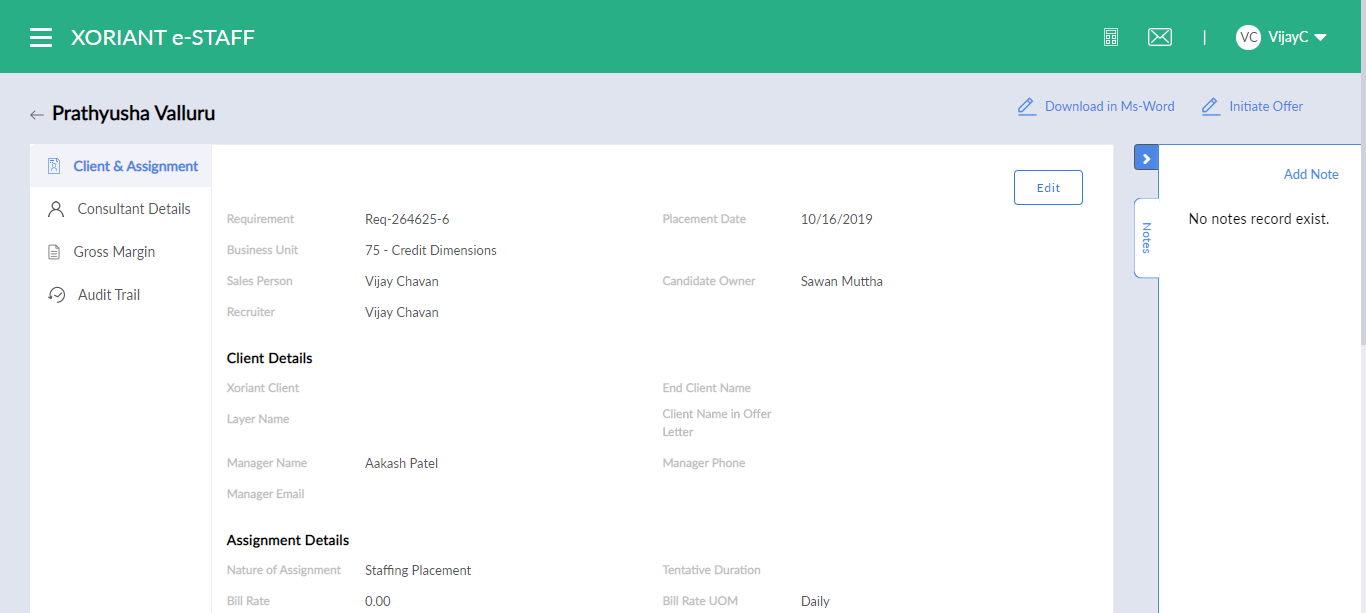 XORIANT e-STAFF
|
VC VijayC
Prathyusha Valluru
Download in Ms-Word Initiate Offer
Client & Assignment
Consultant Details
Gross Margin
Audit Trail
Edit
Requirement Req-264625-6 Placement Date 10/16/2019
Business Unit 75 - Credit Dimensions
Sales Person Vijay Chavan Candidate Owner Sawan Muttha
Recruiter Vijay Chavan
Client Details
Xoriant Client End Client Name
Layer Name Client Name in Offer
Letter
Manager Name Aakash Patel Manager Phone
Manager Email
Assignment Details
Nature of Assignment Staffing Placement Tentative Duration
Bill Rate 0.00 Bill Rate UOM Daily
Add Note
Notes
No notes record exist.